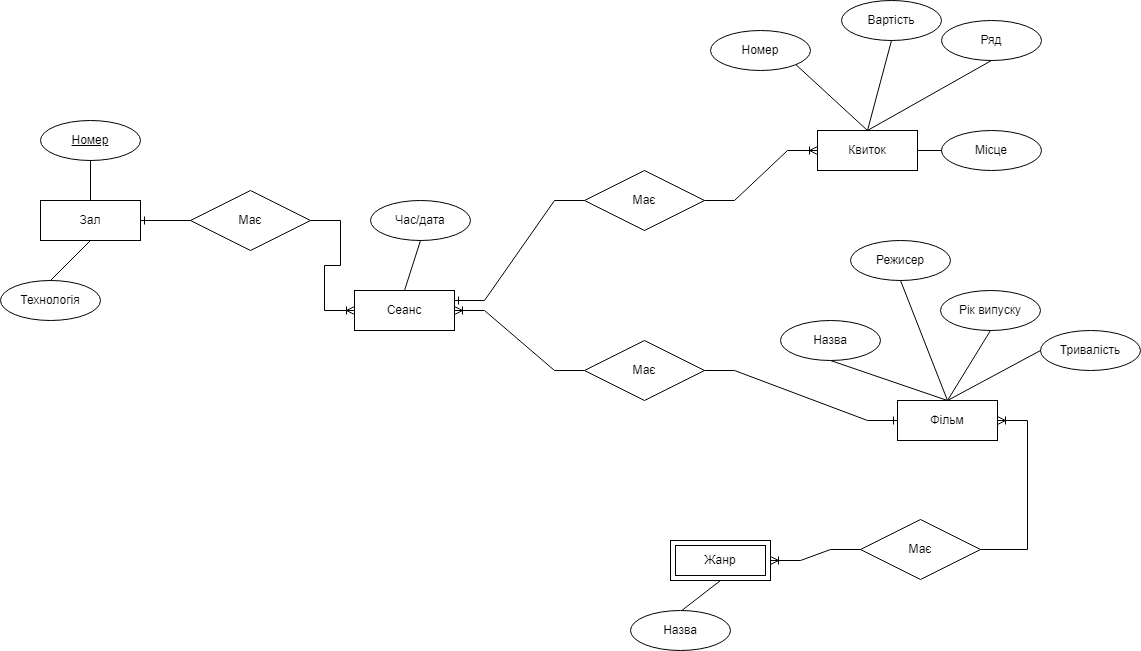 Вартість
Номер
Ряд
Номер
Квиток
Місце
Має
Зал
Має
Час/дата
Режисер
Технологія
Сеанс
Рік випуску
Назва
Тривалість
Має
Фільм
Має
Жанр
Назва